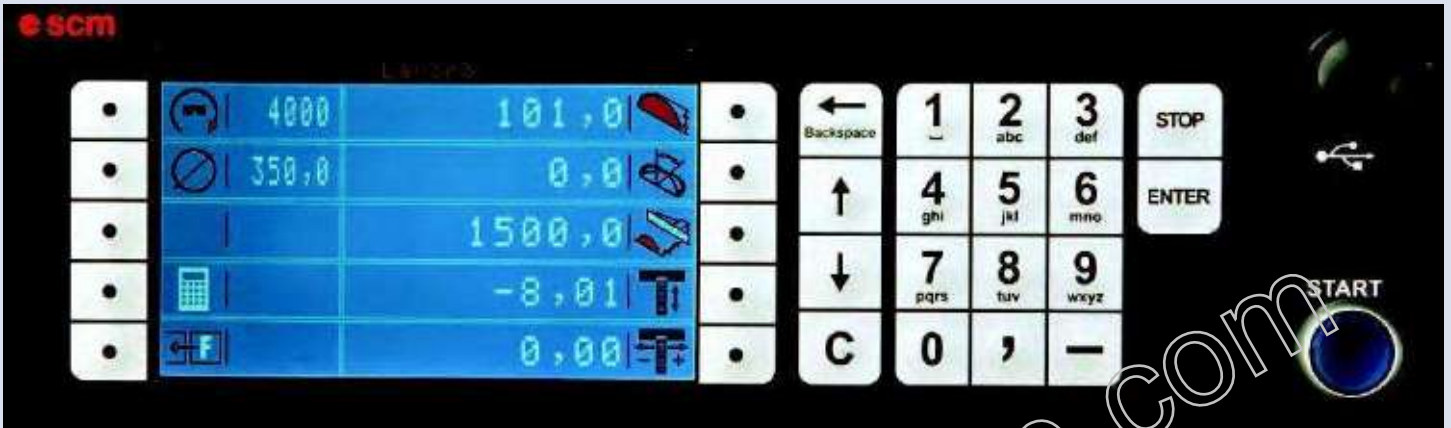 scm
4000 101,0
350,0 0,0
1500,0
-8,01
F 0,00
← Backspace
↑
↓
C
1
2 abc
3 def
4 ghi
5 jkl
6 mno
7 pqrs
8 tuv
9 wxyz
0 , —
STOP
ENTER
START
.com